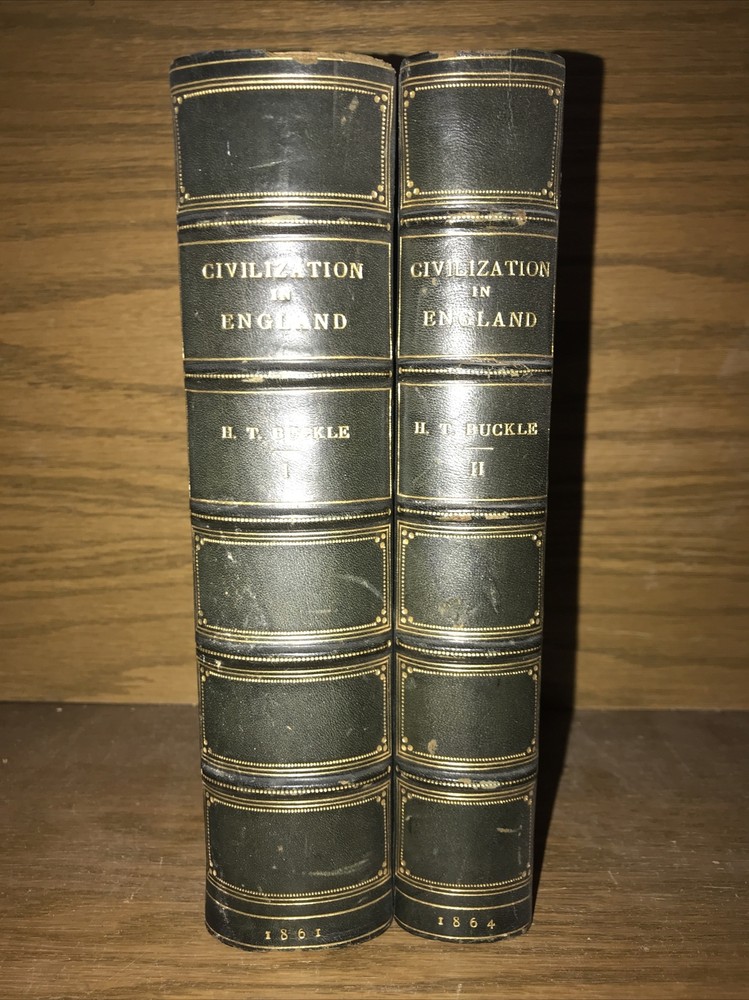 CIVILIZATION
IN
ENGLAND
H. T. BUCKLE
I
1861
CIVILIZATION
IN
ENGLAND
H. T. BUCKLE
II
1864